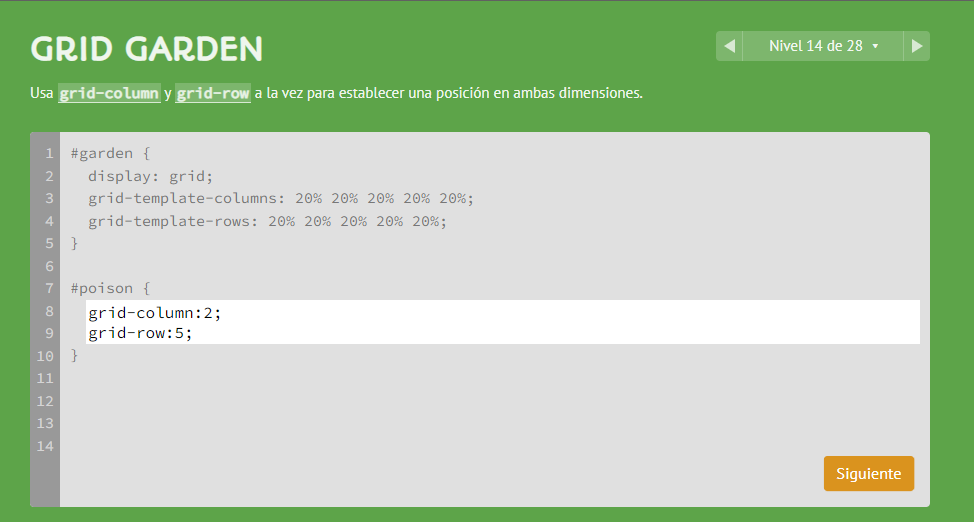 GRID GARDEN
◀ Nivel 14 de 28 ▾ ▶
Usa grid-column y grid-row a la vez para establecer una posición en ambas dimensiones.
1 #garden {
2 display: grid;
3 grid-template-columns: 20% 20% 20% 20% 20%;
4 grid-template-rows: 20% 20% 20% 20% 20%;
5 }
6
7 #poison {
8 grid-column:2;
9 grid-row:5;
10 }
11
12
13
14
Siguiente